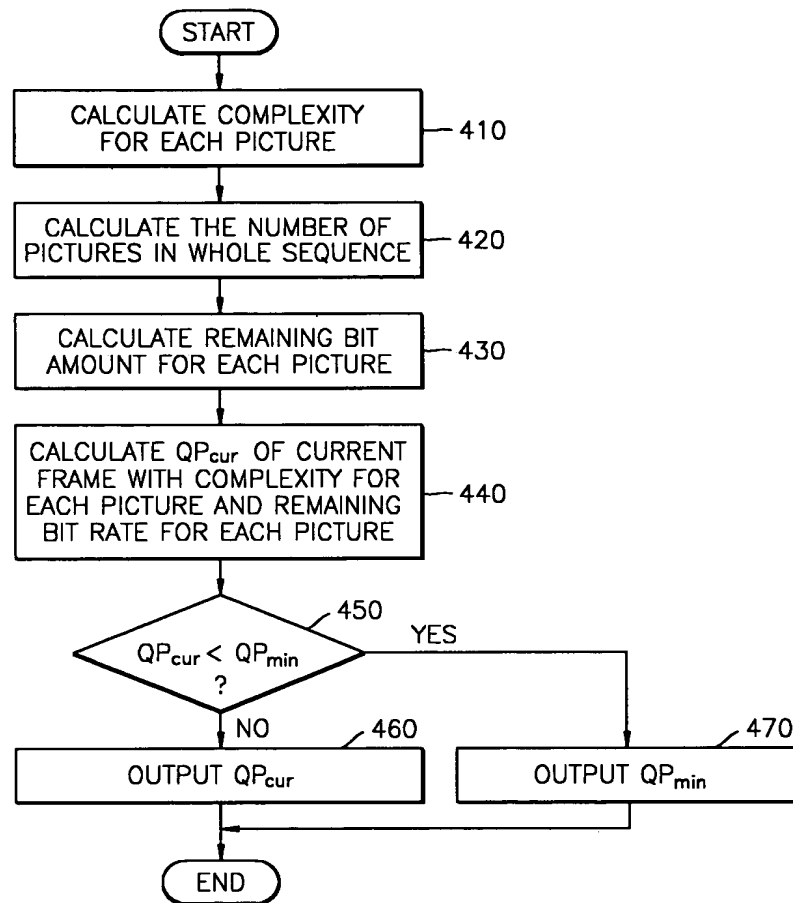 START
CALCULATE COMPLEXITY
FOR EACH PICTURE
410
CALCULATE THE NUMBER OF
PICTURES IN WHOLE SEQUENCE
420
CALCULATE REMAINING BIT
AMOUNT FOR EACH PICTURE
430
CALCULATE QPcur OF CURRENT
FRAME WITH COMPLEXITY FOR
EACH PICTURE AND REMAINING
BIT RATE FOR EACH PICTURE
440
450
QPcur < QPmin
?
YES
NO
460
OUTPUT QPcur
470
OUTPUT QPmin
END